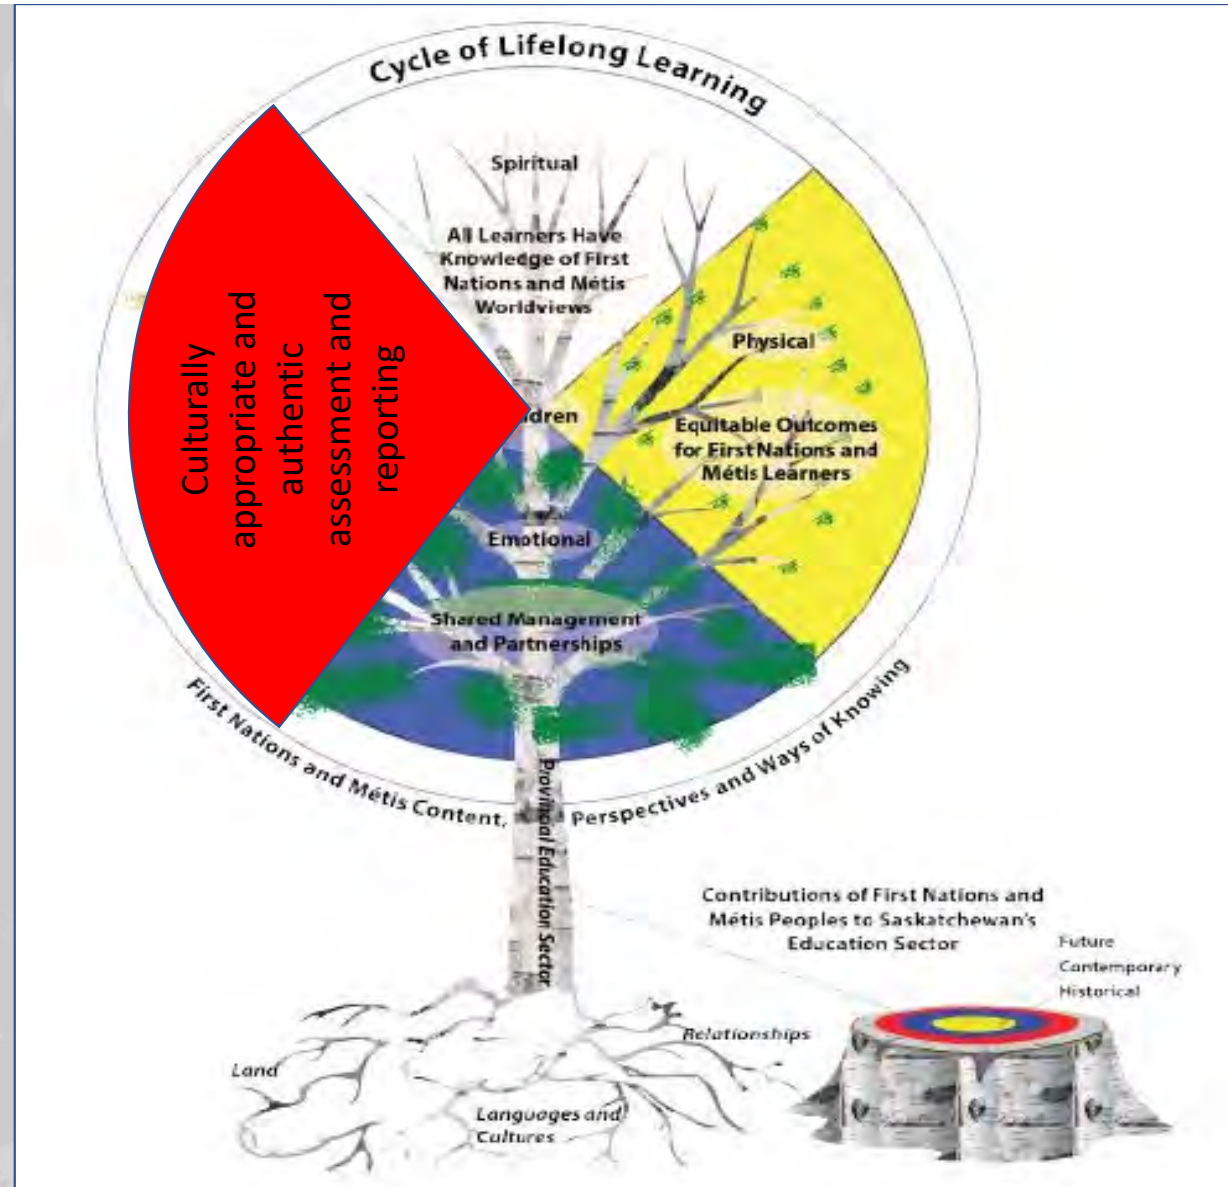 Cycle of Lifelong Learning
Spiritual
All Learners Have
Knowledge of First
Nations and Métis
Worldviews
Culturally
appropriate and
authentic
assessment and
reporting
Physical
Equitable Outcomes
for First Nations and
Métis Learners
dren
Emotional
Shared Management
and Partnerships
First Nations and Métis Content, Perspectives and Ways of Knowing
Provincial Education Sector
Contributions of First Nations and
Métis Peoples to Saskatchewan's
Education Sector
Future
Contemporary
Historical
Relationships
Land
Languages and
Cultures